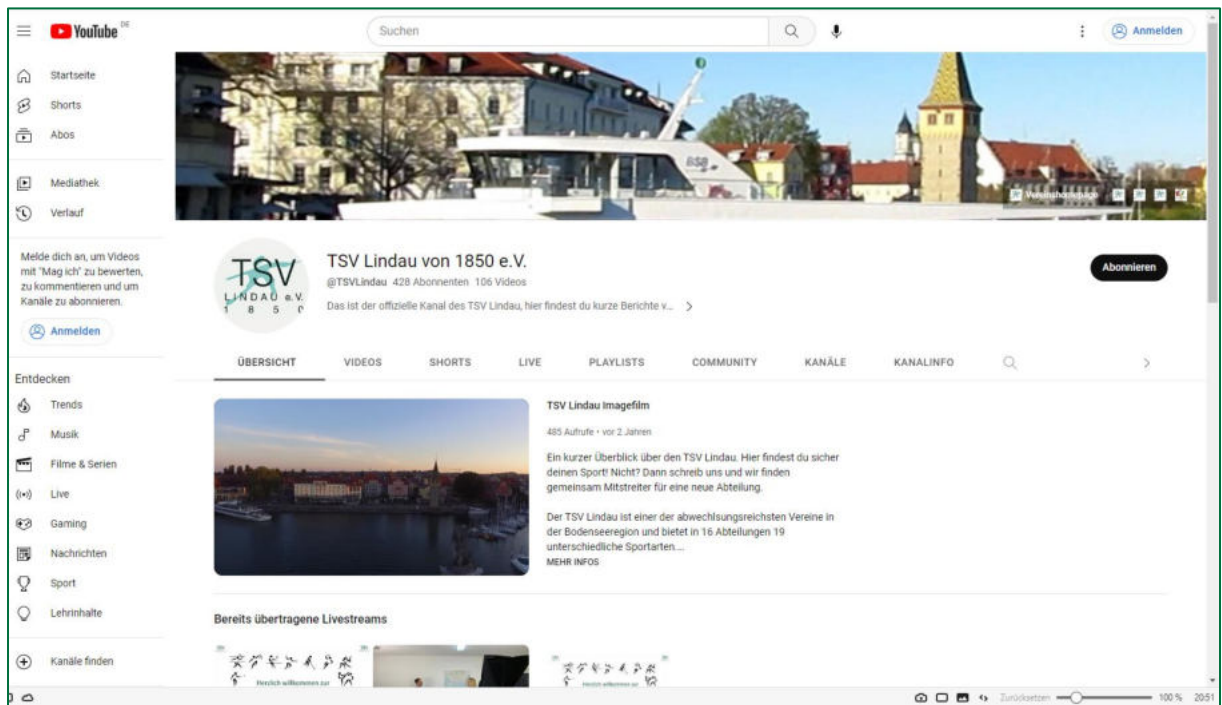 YouTube DE
Suchen
Anmelden
Startseite
Shorts
Abos
Mediathek
Verlauf
Melde dich an, um Videos
mit "Mag ich" zu bewerten,
zu kommentieren und um
Kanäle zu abonnieren.
Anmelden
Entdecken
Trends
Musik
Filme & Serien
Live
Gaming
Nachrichten
Sport
Lehrinhalte
Kanäle finden
BSB
Vereinshomepage
TSV
LINDAU e.V.
1 8 5 0
TSV Lindau von 1850 e.V.
@TSVLindau 428 Abonnenten 106 Videos
Das ist der offizielle Kanal des TSV Lindau, hier findest du kurze Berichte v...
Abonnieren
ÜBERSICHT VIDEOS SHORTS LIVE PLAYLISTS COMMUNITY KANÄLE KANALINFO
TSV Lindau Imagefilm
485 Aufrufe • vor 2 Jahren
Ein kurzer Überblick über den TSV Lindau. Hier findest du sicher
deinen Sport! Nicht? Dann schreib uns und wir finden
gemeinsam Mitstreiter für eine neue Abteilung.
Der TSV Lindau ist einer der abwechlsungsreichsten Vereine in
der Bodenseeregion und bietet in 16 Abteilungen 19
unterschiedliche Sportarten....
MEHR INFOS
Bereits übertragene Livestreams
Herzlich willkommen zur
Herzlich willkommen zur
Zurücksetzen 100 % 20:51